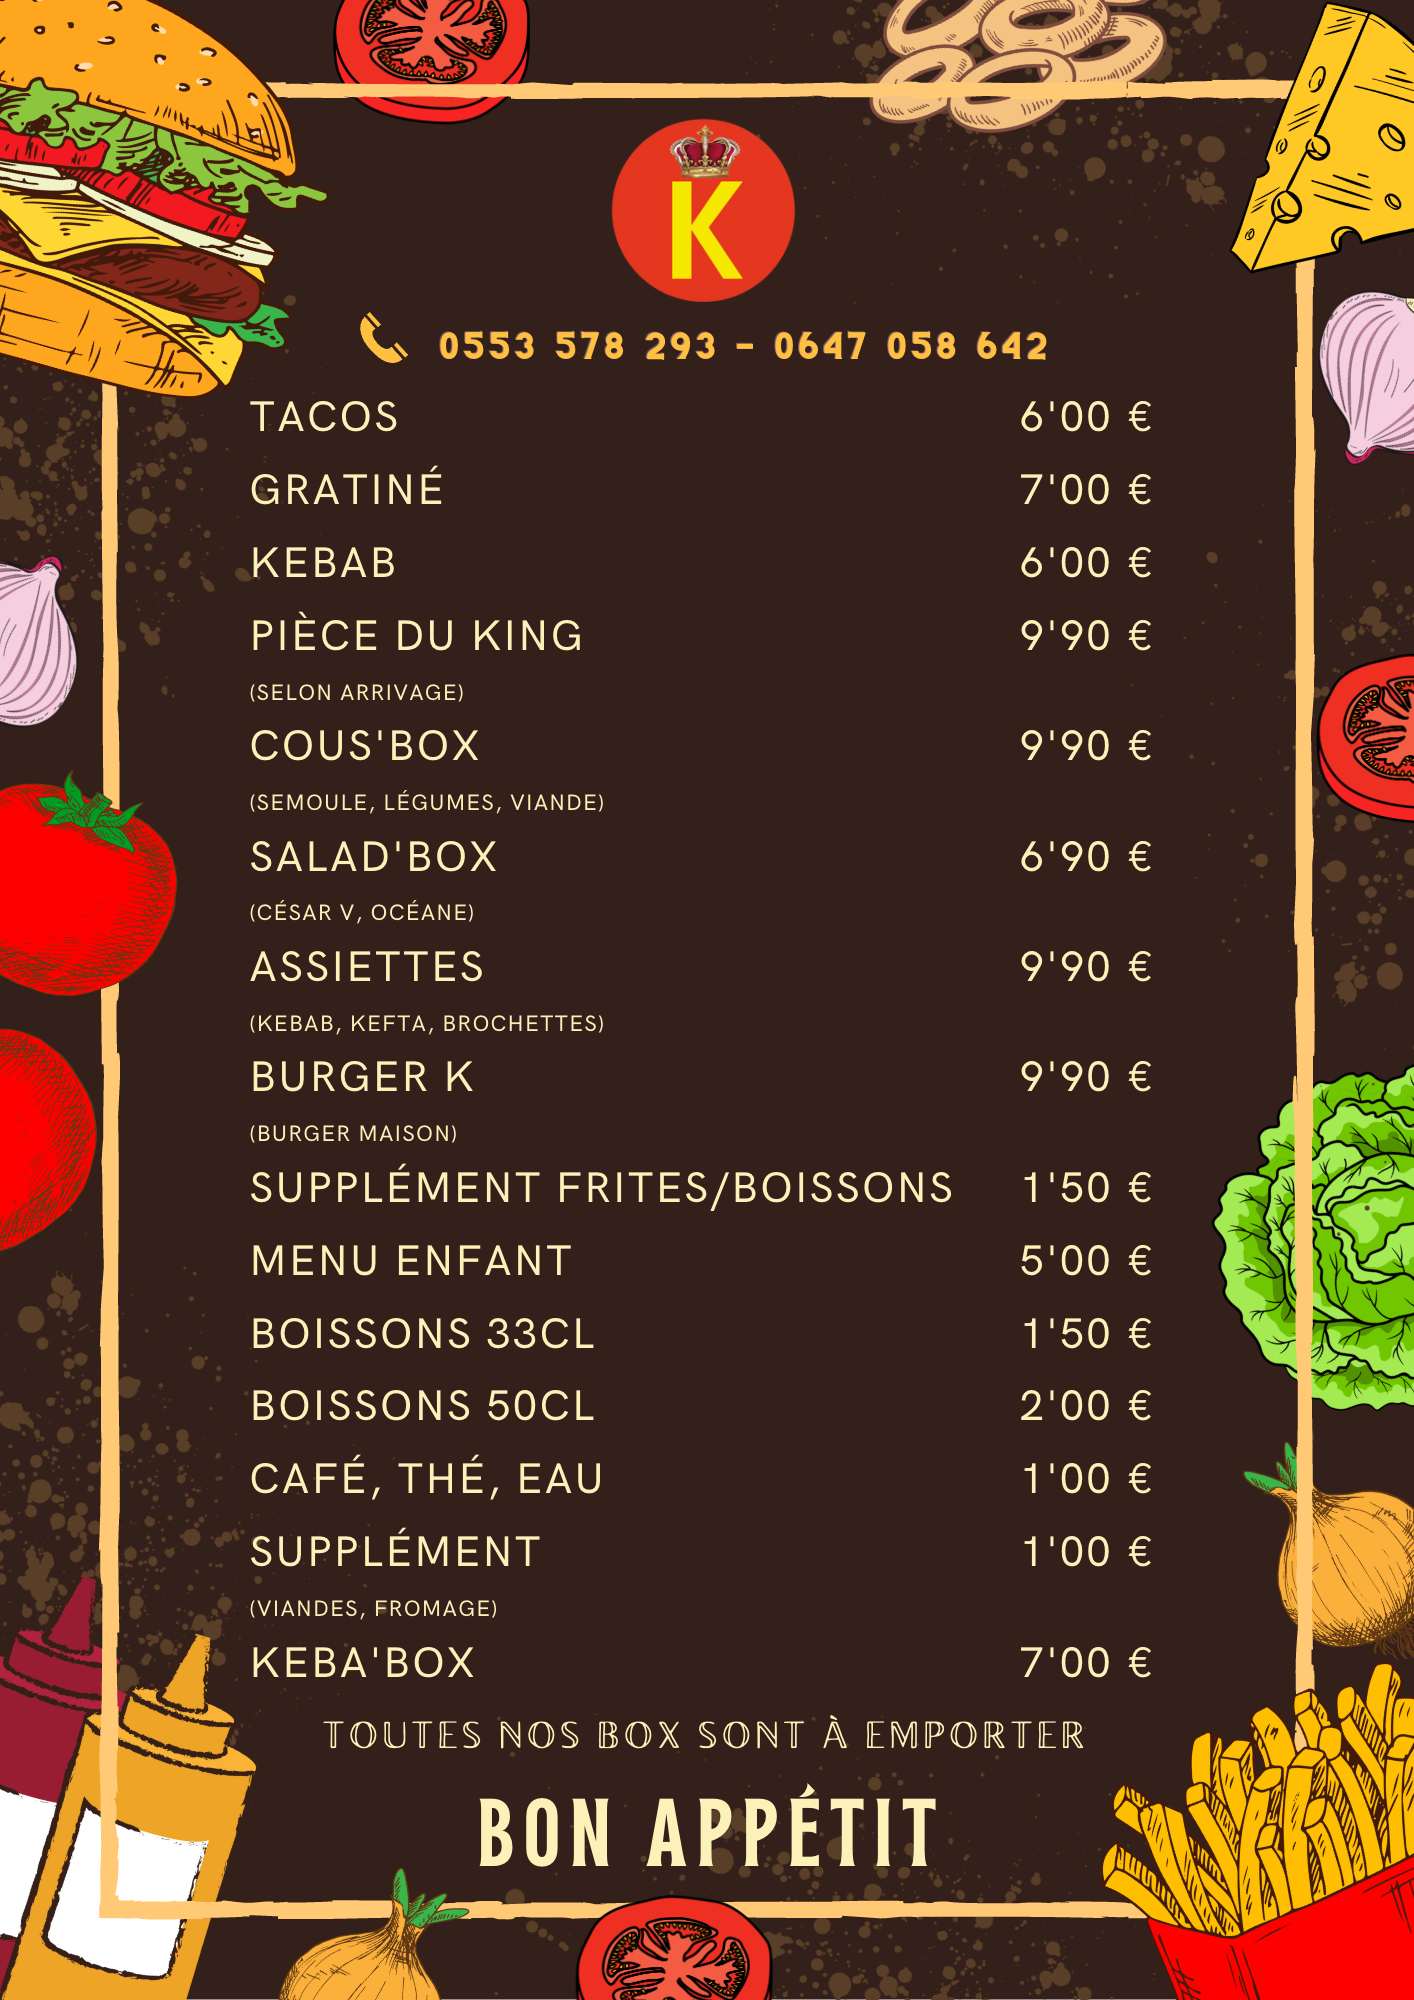 K
0553 578 293 - 0647 058 642
TACOS 6'00 €
GRATINÉ 7'00 €
KEBAB 6'00 €
PIÈCE DU KING 9'90 €
(SELON ARRIVAGE)
COUS'BOX 9'90 €
(SEMOULE, LÉGUMES, VIANDE)
SALAD'BOX 6'90 €
(CÉSAR V, OCÉANE)
ASSIETTES 9'90 €
(KEBAB, KEFTA, BROCHETTES)
BURGER K 9'90 €
(BURGER MAISON)
SUPPLÉMENT FRITES/BOISSONS 1'50 €
MENU ENFANT 5'00 €
BOISSONS 33CL 1'50 €
BOISSONS 50CL 2'00 €
CAFÉ, THÉ, EAU 1'00 €
SUPPLÉMENT 1'00 €
(VIANDES, FROMAGE)
KEBA'BOX 7'00 €
TOUTES NOS BOX SONT À EMPORTER
BON APPÉTIT